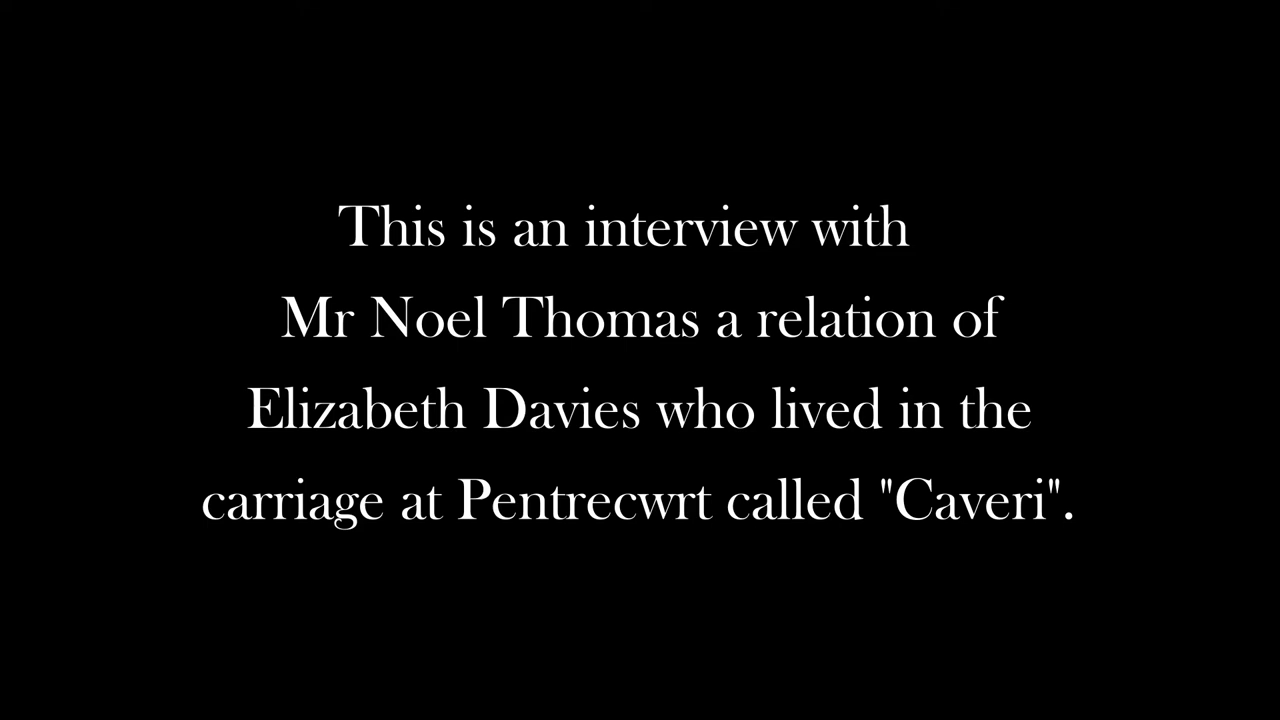 This is an interview with
Mr Noel Thomas a relation of
Elizabeth Davies who lived in the
carriage at Pentrecwrt called "Caveri".